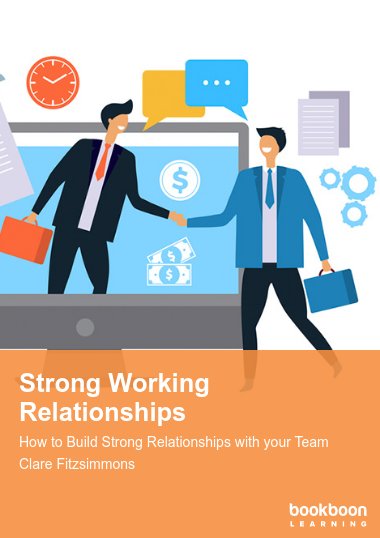 $
$
$
Strong Working
Relationships
How to Build Strong Relationships with your Team
Clare Fitzsimmons
bookboon
LEARNING